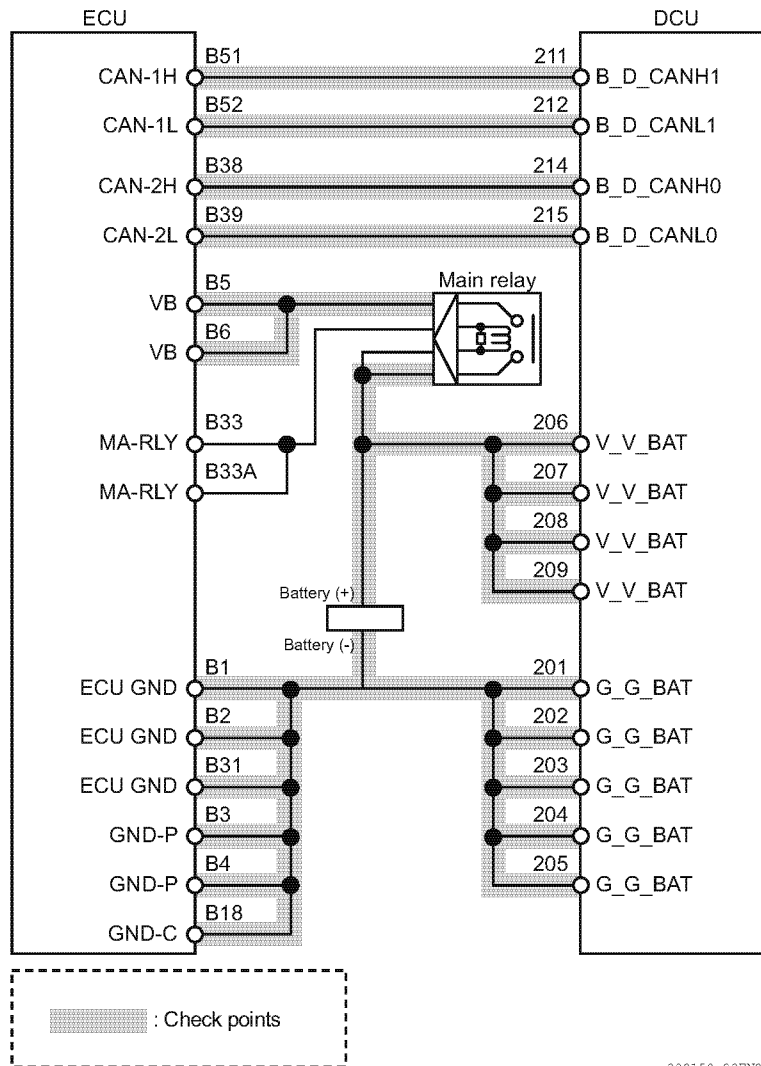 ECU DCU
B51 211
CAN-1H B_D_CANH1
B52 212
CAN-1L B_D_CANL1
B38 214
CAN-2H B_D_CANH0
B39 215
CAN-2L B_D_CANL0
B5 Main relay
VB
B6
VB
B33 206
MA-RLY V_V_BAT
B33A 207
MA-RLY V_V_BAT
208
V_V_BAT
209
Battery (+) V_V_BAT
Battery (-)
B1 201
ECU GND G_G_BAT
B2 202
ECU GND G_G_BAT
B31 203
ECU GND G_G_BAT
B3 204
GND-P G_G_BAT
B4 205
GND-P G_G_BAT
B18
GND-C
: Check points